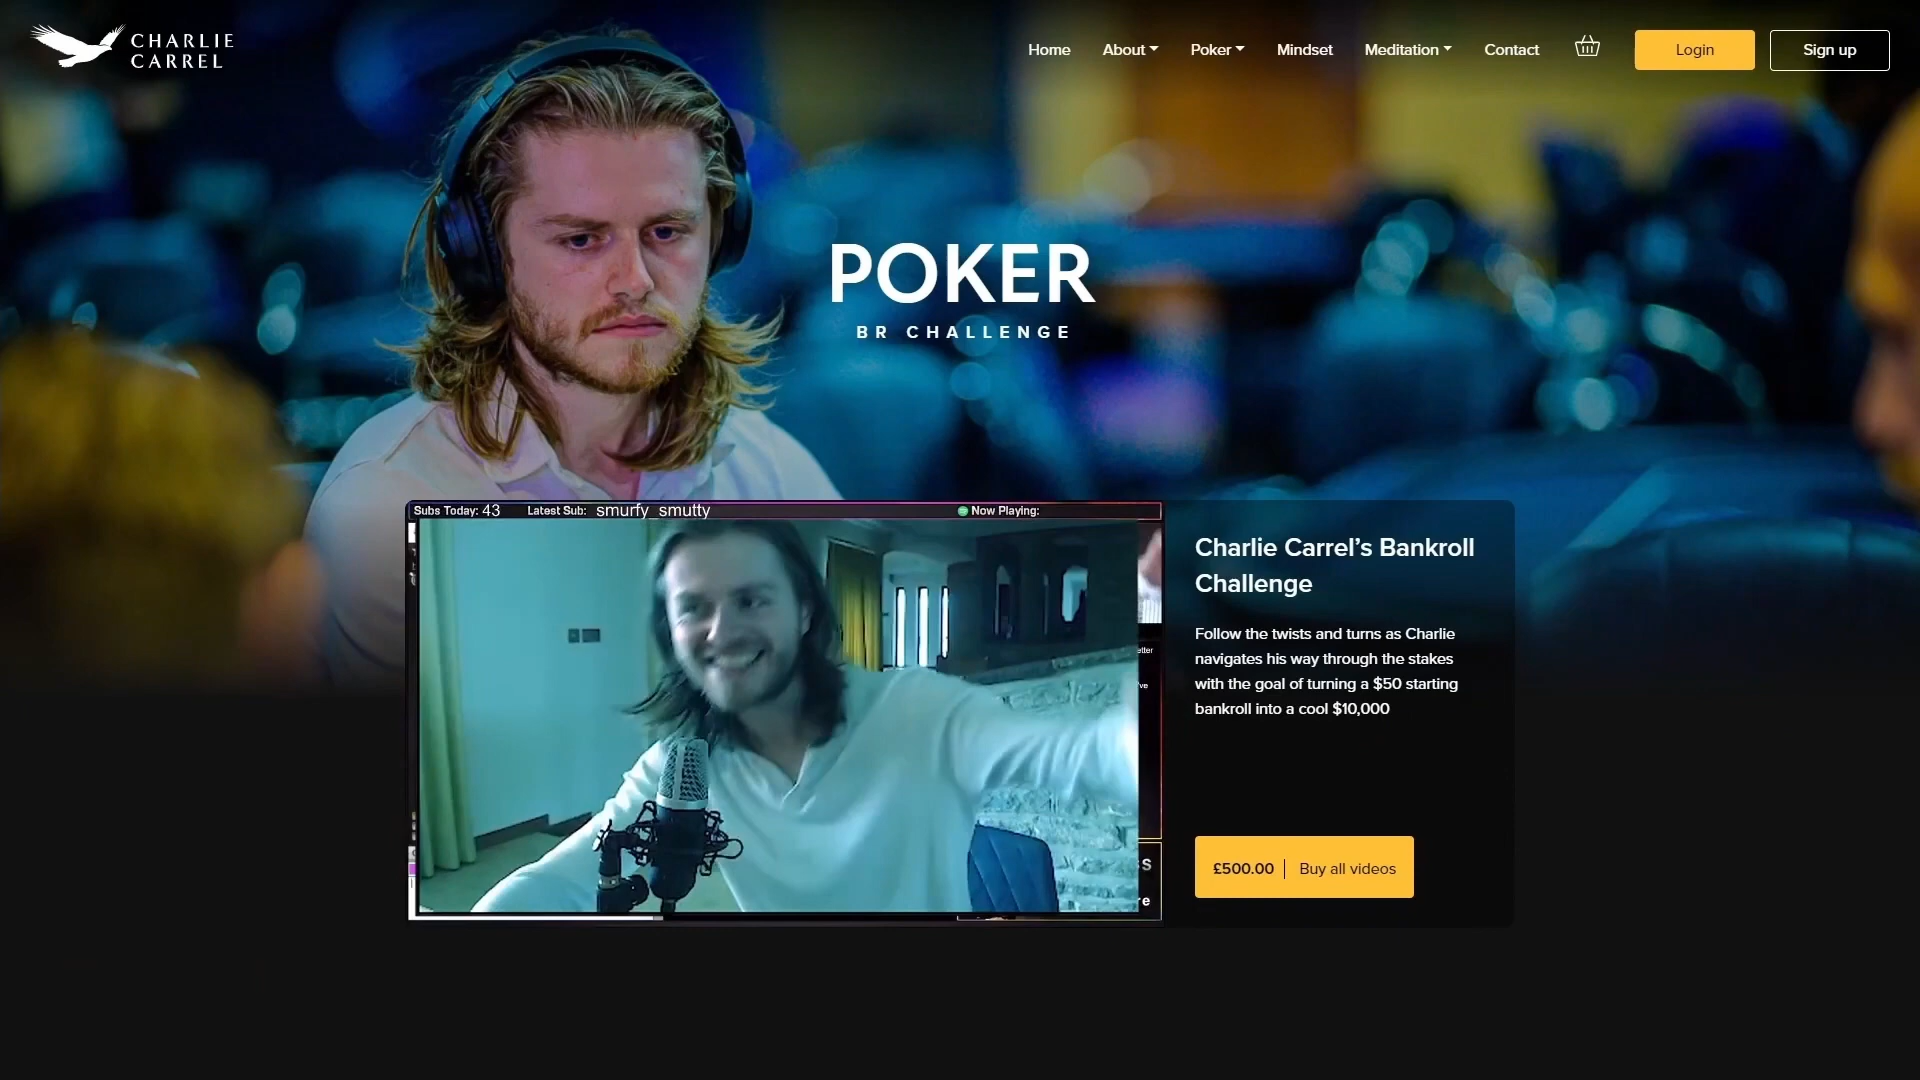 CHARLIE
CARREL
Home
About
Poker
Mindset
Meditation
Contact
Login
Sign up
POKER
BR CHALLENGE
Subs Today: 43
Latest Sub: smurfy_smutty
Now Playing:
Charlie Carrel’s Bankroll
Challenge
Follow the twists and turns as Charlie
navigates his way through the stakes
with the goal of turning a $50 starting
bankroll into a cool $10,000
£500.00 | Buy all videos